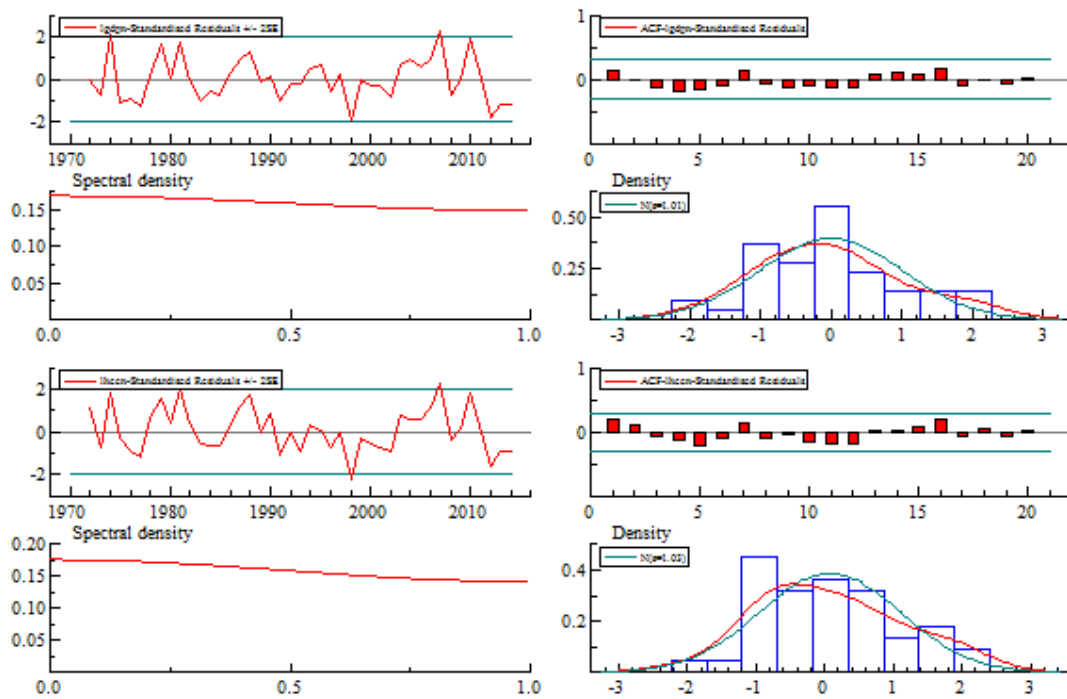 lgdpn-Standardised Residuals +/- 2SE
2
0
-2
1970 1980 1990 2000 2010
1
0
ACF-lgdpn-Standardised Residuals
0 5 10 15 20
Spectral density
0.15
0.10
0.05
0.0 0.5 1.0
Density
N(s=1.01)
0.50
0.25
-3 -2 -1 0 1 2 3
-Standardised Residuals +/- 2SE
2
0
-2
1970 1980 1990 2000 2010
1
0
-Standardised Residuals
0 5 10 15 20
Spectral density
0.20
0.15
0.10
0.05
0.0 0.5 1.0
Density
N(s=1.03)
0.4
0.2
-3 -2 -1 0 1 2 3